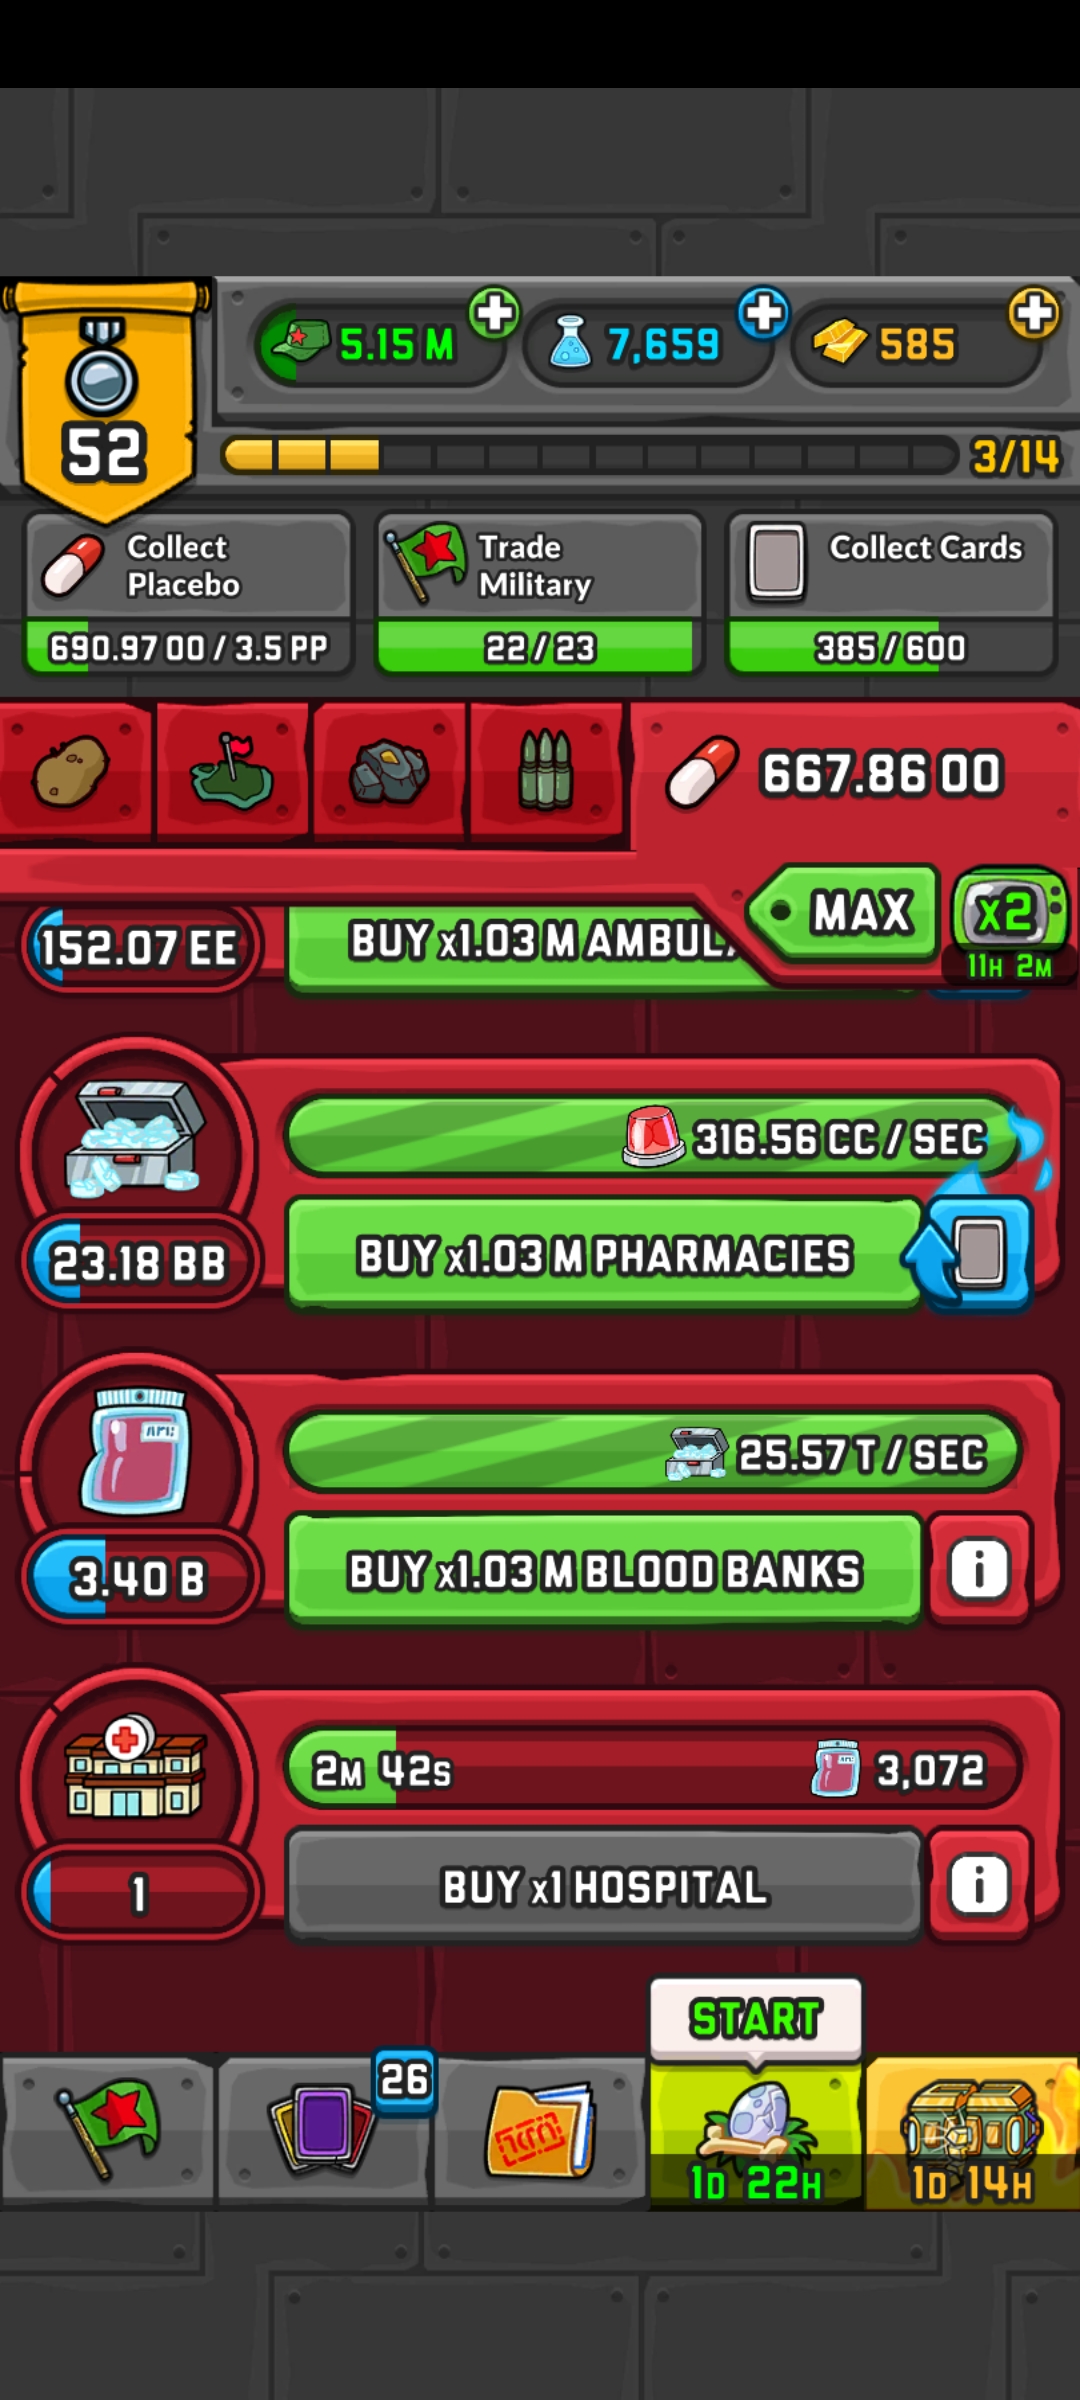 5.15 M
7,659
585
52
3/14
Collect
Placebo
690.97 OO / 3.5 PP
Trade
Military
22 / 23
Collect Cards
385 / 600
667.86 OO
MAX
x2
11H 2M
152.07 EE
BUY x1.03 M AMBUL
316.56 CC / SEC
23.18 BB
BUY x1.03 M PHARMACIES
25.57 T / SEC
3.40 B
BUY x1.03 M BLOOD BANKS
i
2M 42S
3,072
1
BUY x1 HOSPITAL
i
START
26
1D 22H
1D 14H